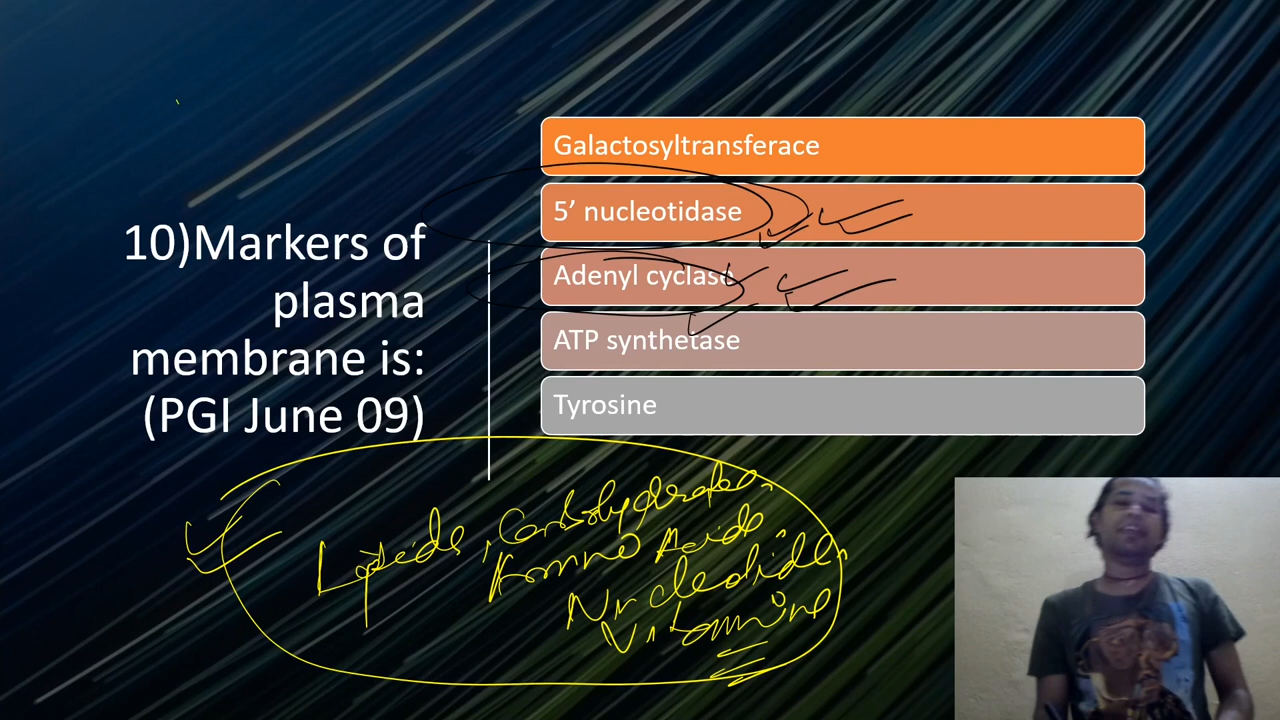 10)Markers of
plasma
membrane is:
(PGI June 09)
Galactosyltransferace
5’ nucleotidase
Adenyl cyclase
ATP synthetase
Tyrosine
Lipids, Carbohydrates,
Amino Acids,
Nucleotides,
Vitamins